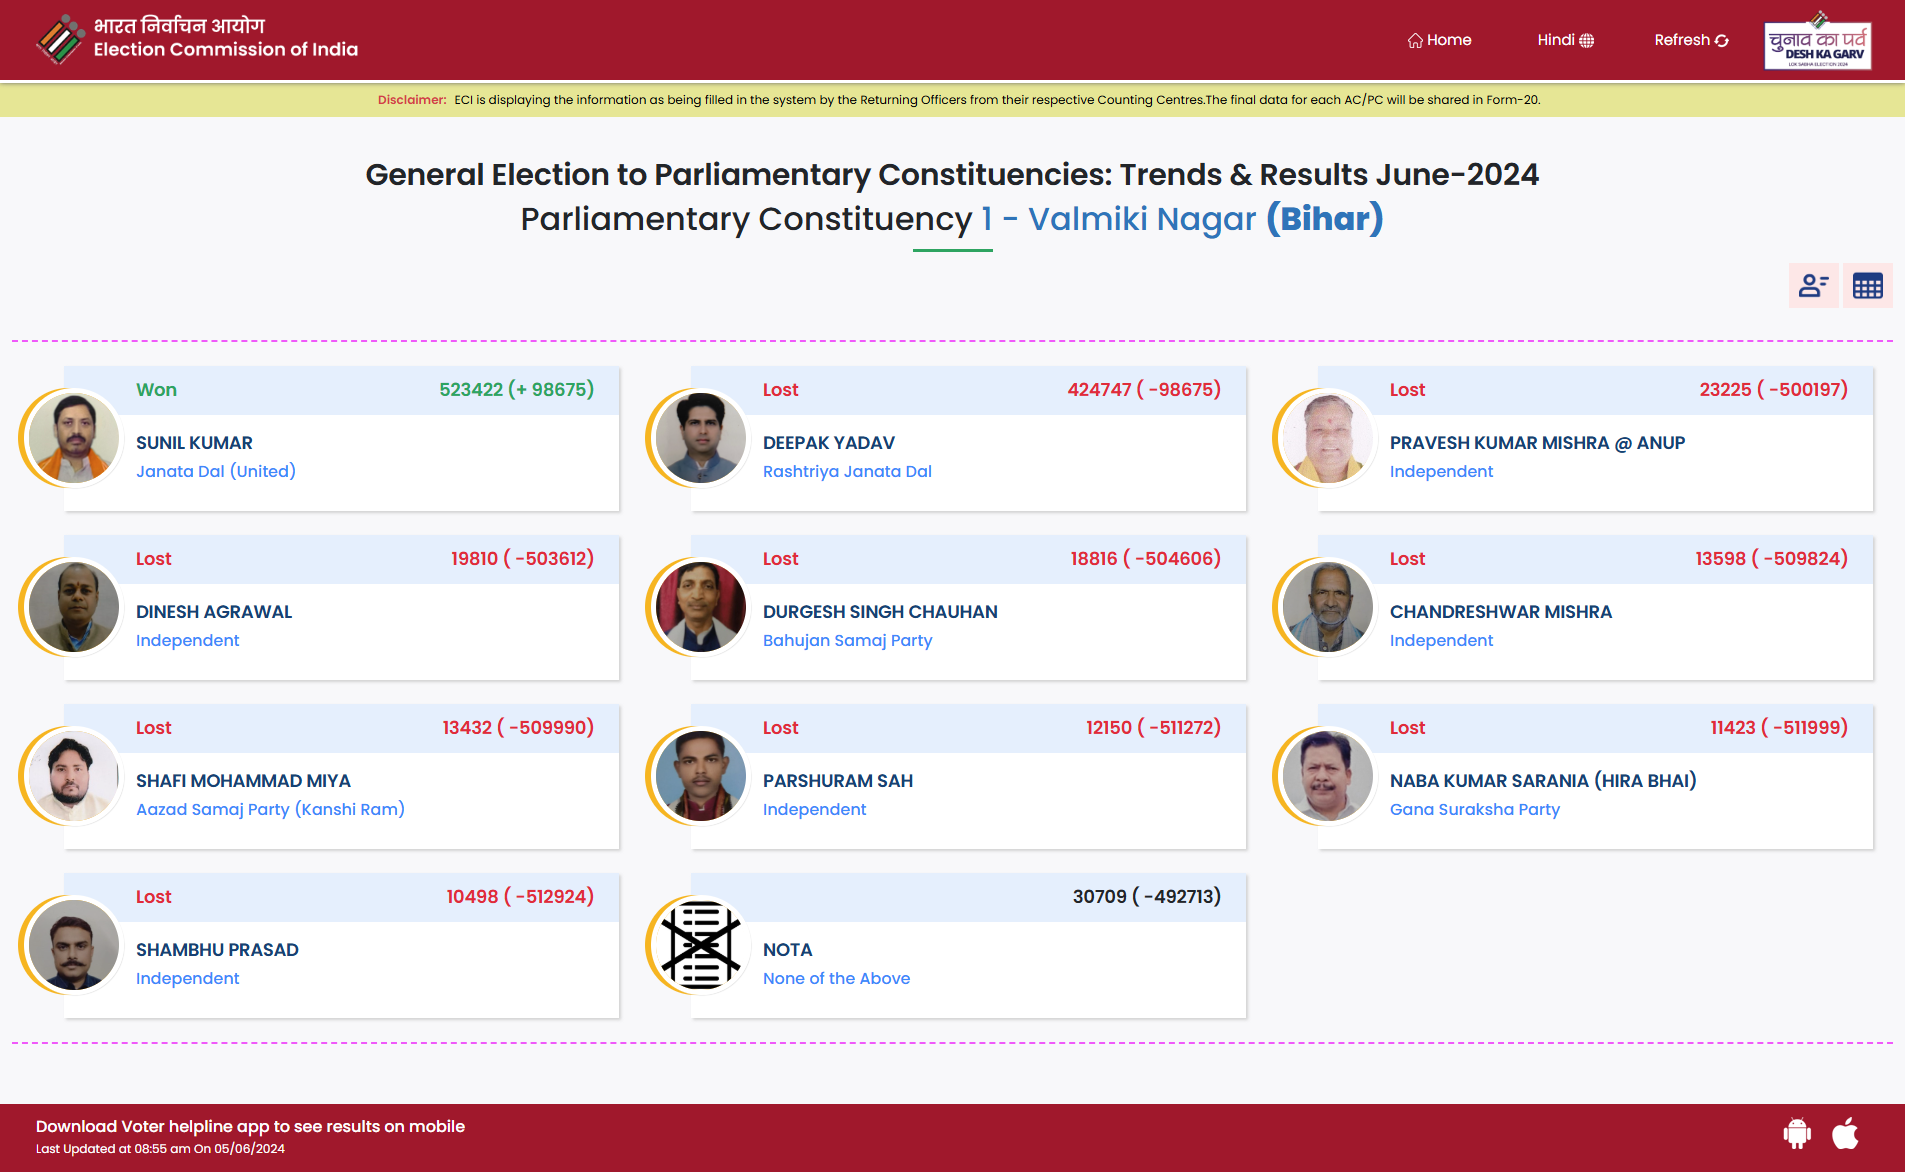 भारत निर्वाचन आयोग
Election Commission of India
Home
Hindi
Refresh
चुनाव का पर्व
DESH KA GARV
LOK SABHA ELECTION 2024
Disclaimer: ECI is displaying the information as being filled in the system by the Returning Officers from their respective Counting Centres.The final data for each AC/PC will be shared in Form-20.
General Election to Parliamentary Constituencies: Trends & Results June-2024
Parliamentary Constituency 1 - Valmiki Nagar (Bihar)
Won 523422 (+ 98675)
SUNIL KUMAR
Janata Dal (United)
Lost 424747 ( -98675)
DEEPAK YADAV
Rashtriya Janata Dal
Lost 23225 ( -500197)
PRAVESH KUMAR MISHRA @ ANUP
Independent
Lost 19810 ( -503612)
DINESH AGRAWAL
Independent
Lost 18816 ( -504606)
DURGESH SINGH CHAUHAN
Bahujan Samaj Party
Lost 13598 ( -509824)
CHANDRESHWAR MISHRA
Independent
Lost 13432 ( -509990)
SHAFI MOHAMMAD MIYA
Aazad Samaj Party (Kanshi Ram)
Lost 12150 ( -511272)
PARSHURAM SAH
Independent
Lost 11423 ( -511999)
NABA KUMAR SARANIA (HIRA BHAI)
Gana Suraksha Party
Lost 10498 ( -512924)
SHAMBHU PRASAD
Independent
30709 ( -492713)
NOTA
None of the Above
Download Voter helpline app to see results on mobile
Last Updated at 08:55 am On 05/06/2024